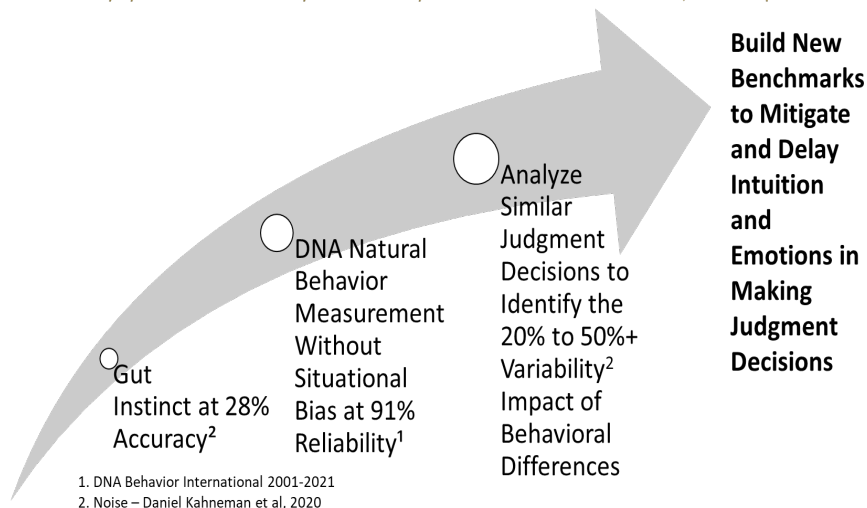 Gut
Instinct at 28%
Accuracy²
DNA Natural
Behavior
Measurement
Without
Situational
Bias at 91%
Reliability¹
Analyze
Similar
Judgment
Decisions to
Identify the
20% to 50%+
Variability²
Impact of
Behavioral
Differences
Build New
Benchmarks
to Mitigate
and Delay
Intuition
and
Emotions in
Making
Judgment
Decisions
1. DNA Behavior International 2001-2021
2. Noise – Daniel Kahneman et al. 2020